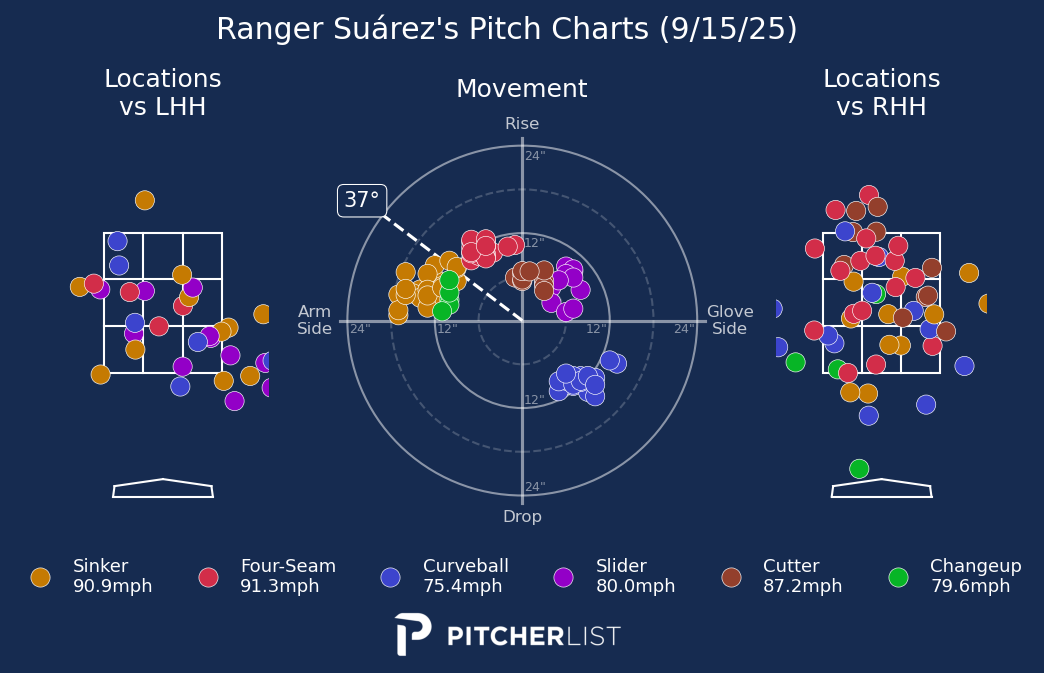 Ranger Suárez's Pitch Charts (9/15/25)
Locations
vs LHH
Movement
Locations
vs RHH
Rise
24"
37°
12"
Arm
Side
24"
12"
12"
24"
Glove
Side
12"
24"
Drop
Sinker
90.9mph
Four-Seam
91.3mph
Curveball
75.4mph
Slider
80.0mph
Cutter
87.2mph
Changeup
79.6mph
PITCHERLIST